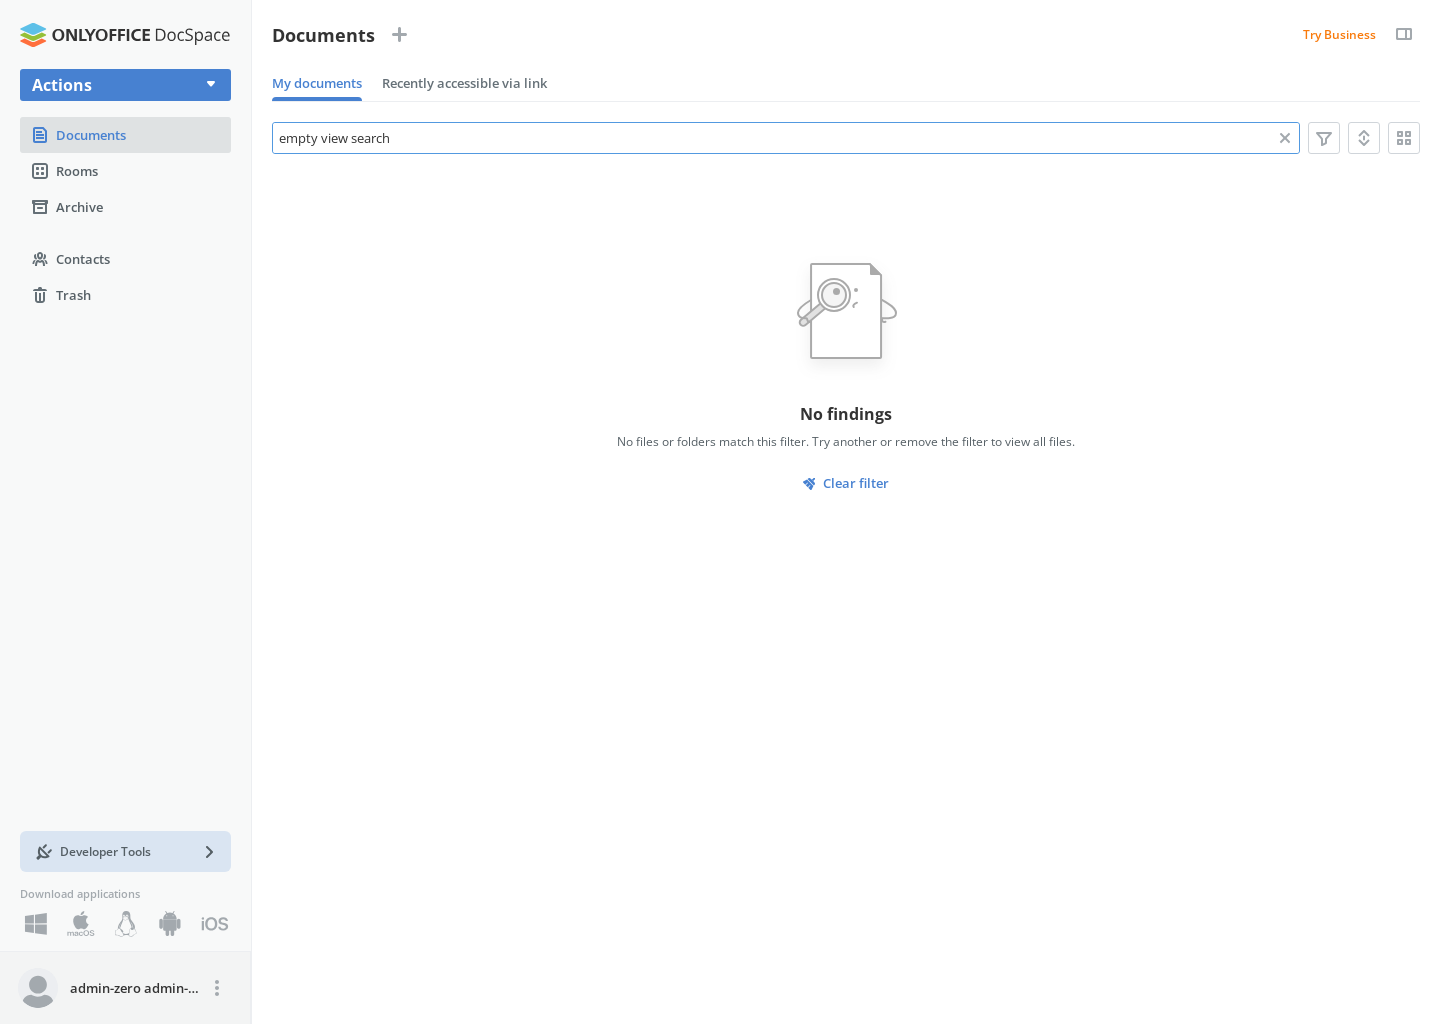 ONLYOFFICE DocSpace
Actions
Documents
Rooms
Archive
Contacts
Trash
Developer Tools
Download applications
macOS
iOS
admin-zero admin-...
Documents
Try Business
My documents
Recently accessible via link
empty view search
No findings
No files or folders match this filter. Try another or remove the filter to view all files.
Clear filter